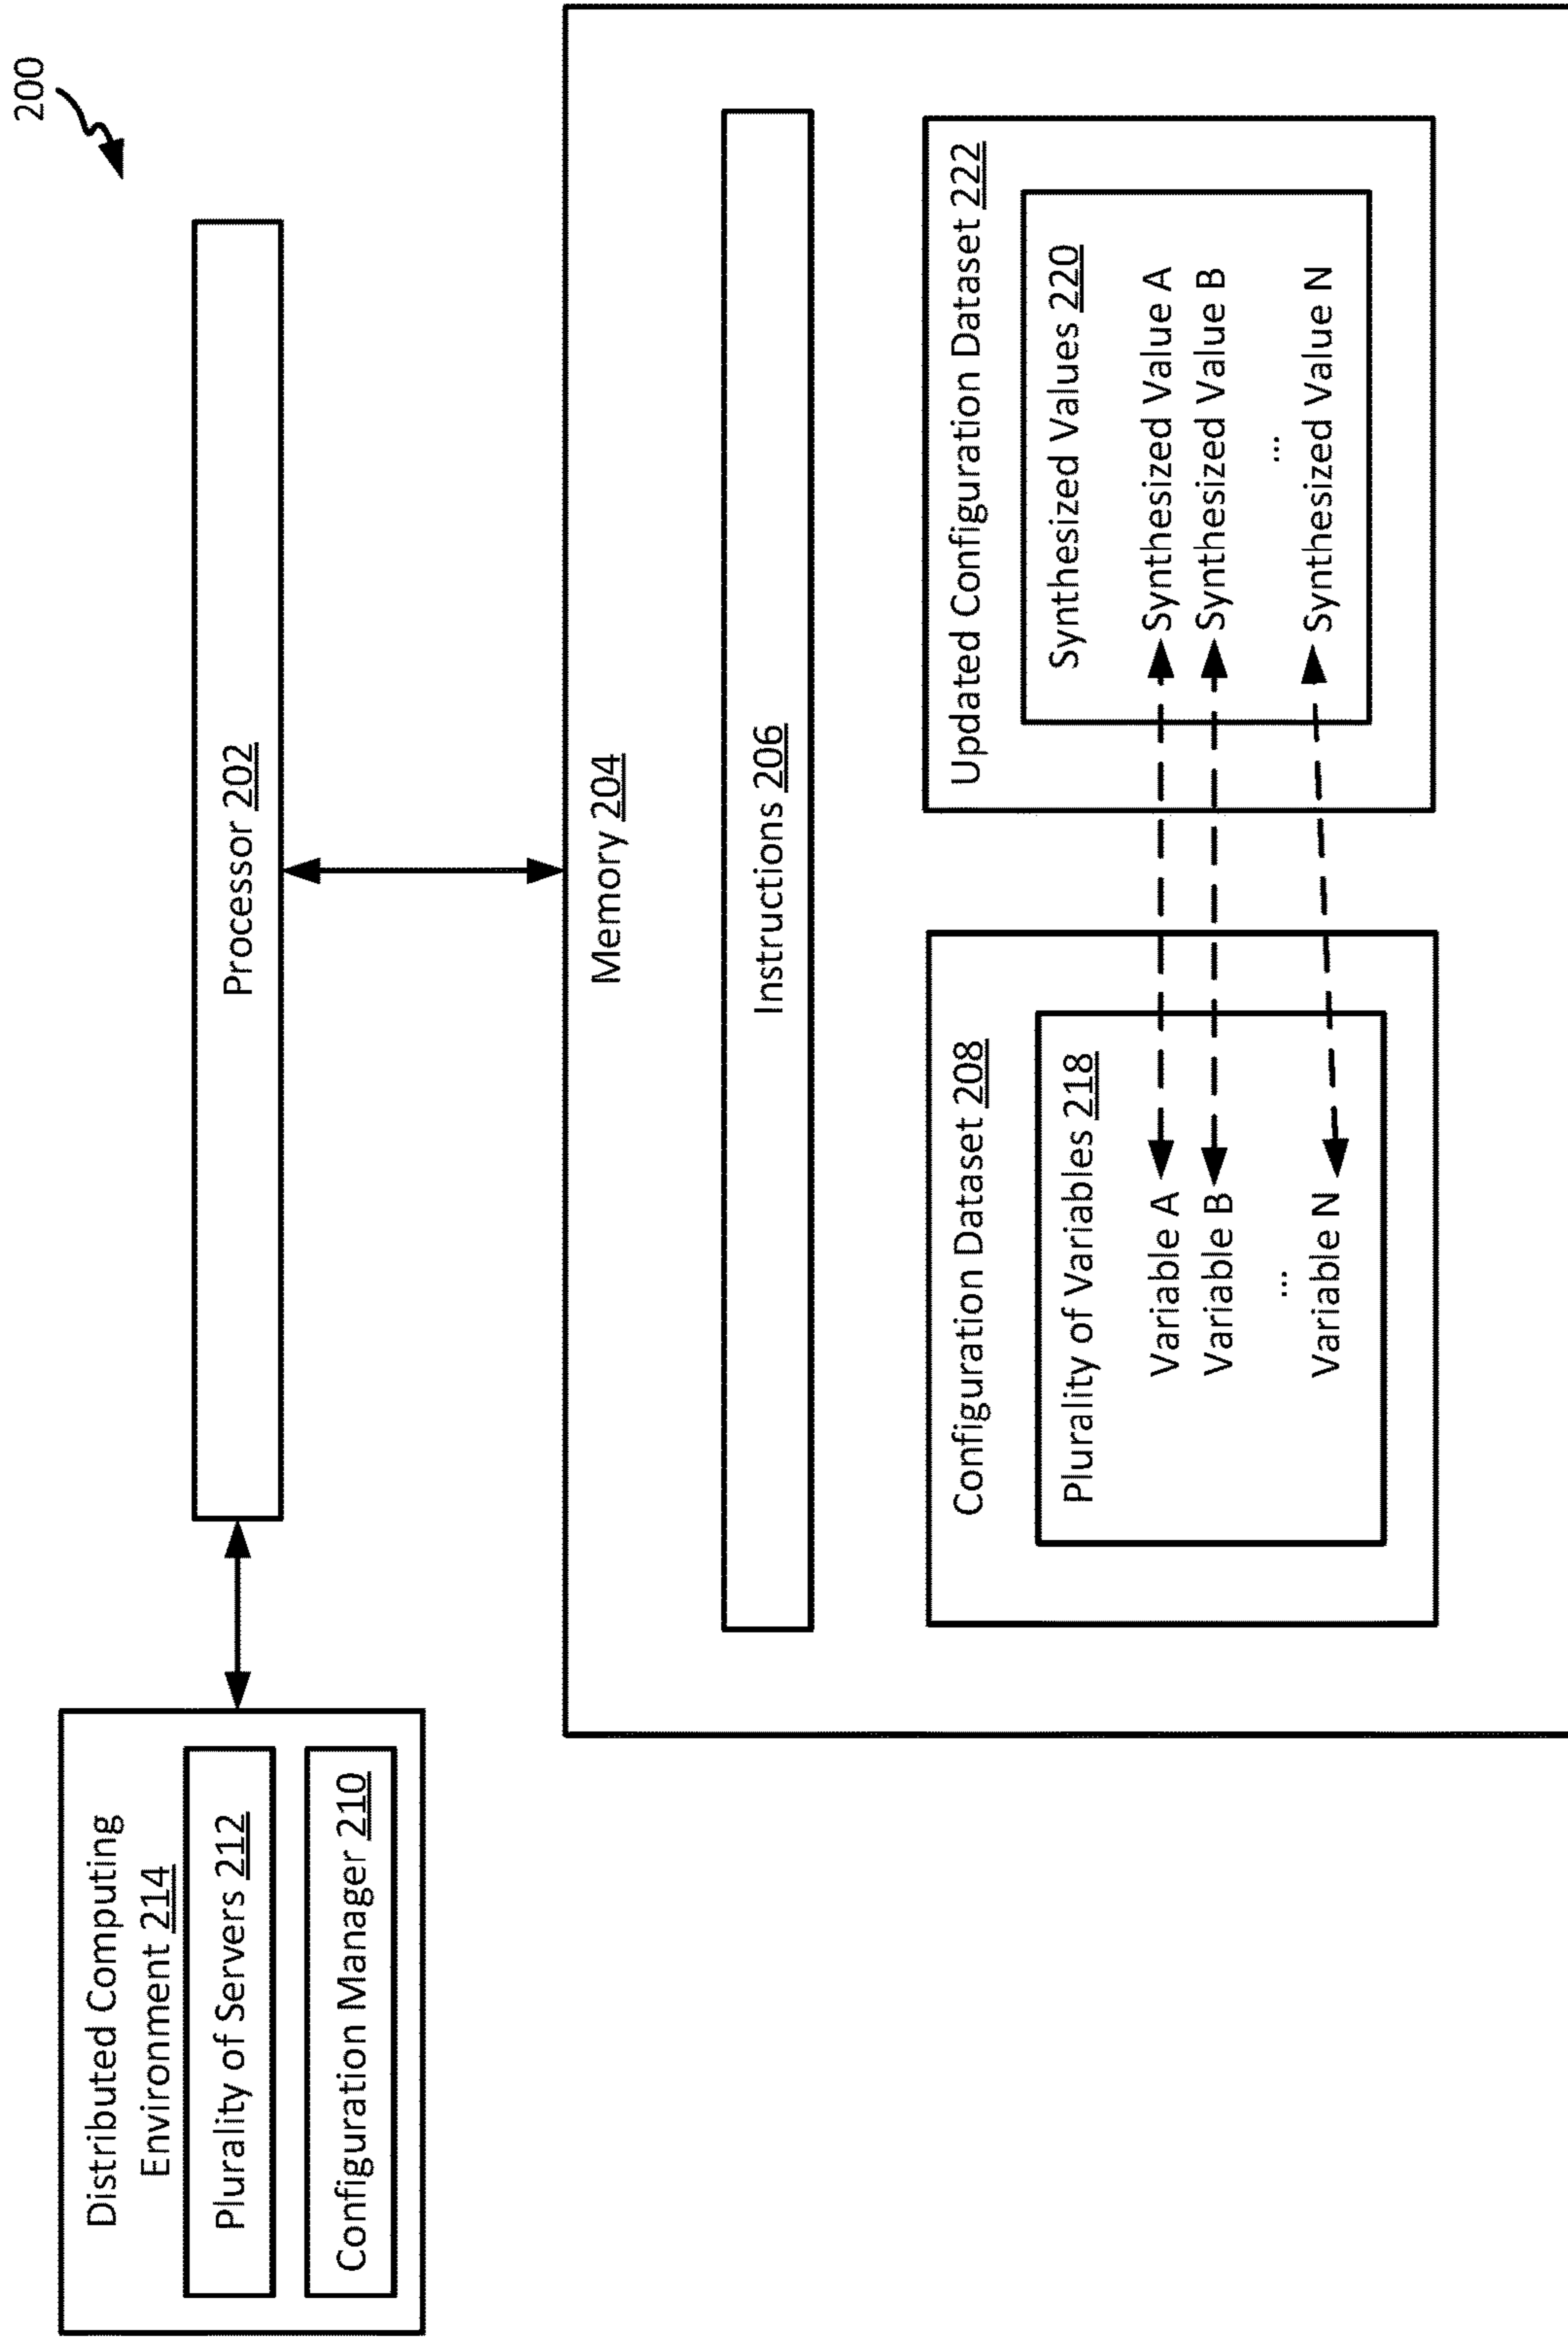 200
Distributed Computing
Environment 214
Plurality of Servers 212
Configuration Manager 210
Processor 202
Memory 204
Instructions 206
Configuration Dataset 208
Plurality of Variables 218
Variable A
Variable B
...
Variable N
Updated Configuration Dataset 222
Synthesized Values 220
Synthesized Value A
Synthesized Value B
...
Synthesized Value N